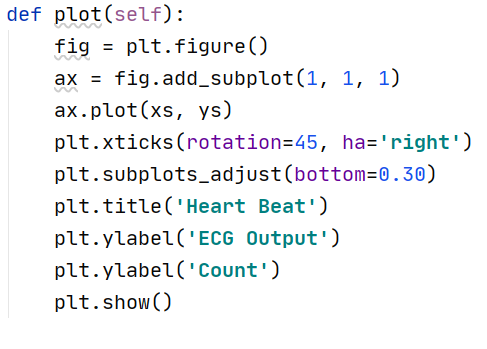 def plot(self):
fig = plt.figure()
ax = fig.add_subplot(1, 1, 1)
ax.plot(xs, ys)
plt.xticks(rotation=45, ha='right')
plt.subplots_adjust(bottom=0.30)
plt.title('Heart Beat')
plt.ylabel('ECG Output')
plt.ylabel('Count')
plt.show()